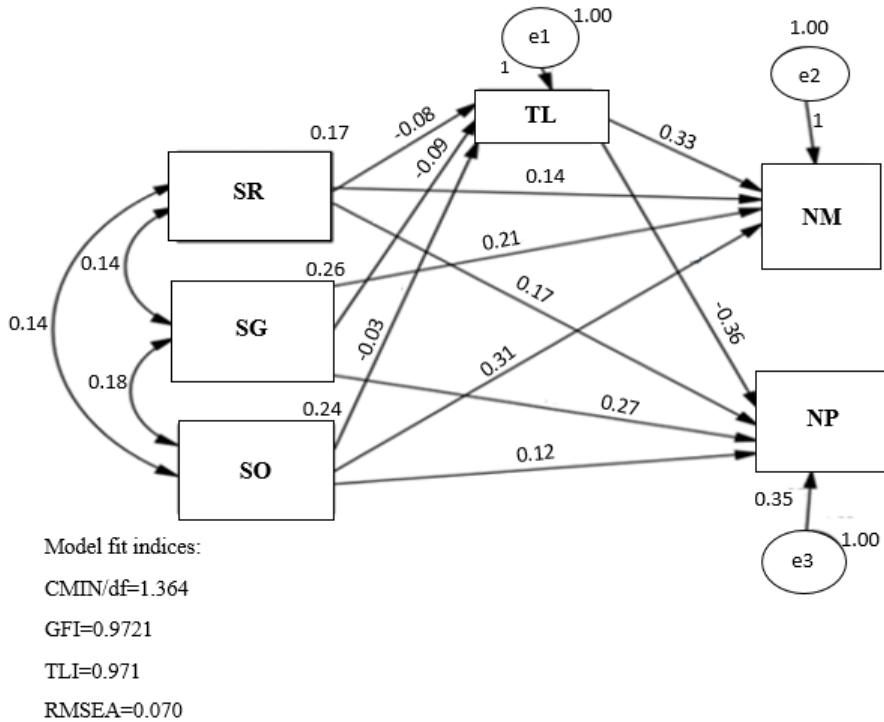 1.00
e1
1
1.00
e2
1
TL
0.17
-0.08
-0.09
0.33
SR
0.14
NM
0.14
0.26
0.21
0.14
SG
-0.03
0.17
-0.36
0.18
0.31
0.24
0.27
NP
SO
0.12
0.35
1.00
e3
Model fit indices:
CMIN/df=1.364
GFI=0.9721
TLI=0.971
RMSEA=0.070